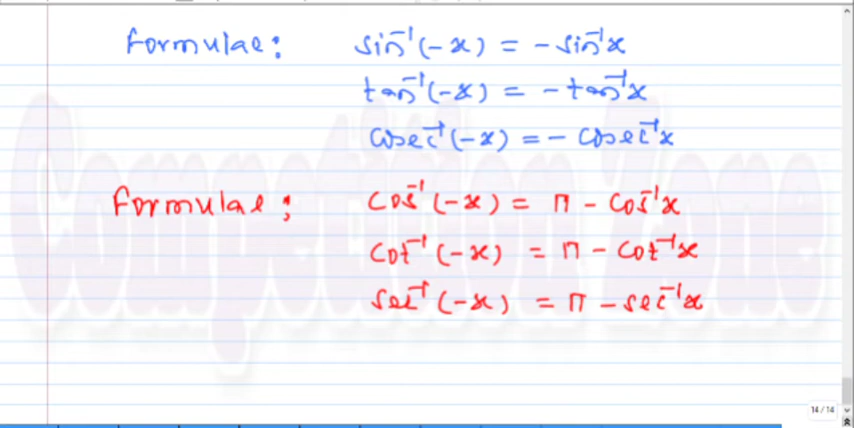 Formulae: sin⁻¹(-x) = -sin⁻¹x
tan⁻¹(-x) = -tan⁻¹x
cosec⁻¹(-x) = - cosec⁻¹x
Formulae: cos⁻¹(-x) = π - cos⁻¹x
cot⁻¹(-x) = π - cot⁻¹x
sec⁻¹(-x) = π - sec⁻¹x
Competition Zone
14 / 14